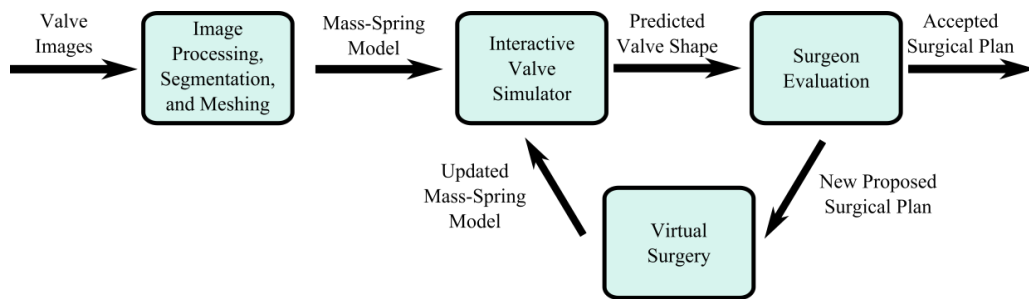 Valve
Images
Image
Processing,
Segmentation,
and Meshing
Mass-Spring
Model
Interactive
Valve
Simulator
Predicted
Valve Shape
Surgeon
Evaluation
Accepted
Surgical Plan
New Proposed
Surgical Plan
Virtual
Surgery
Updated
Mass-Spring
Model